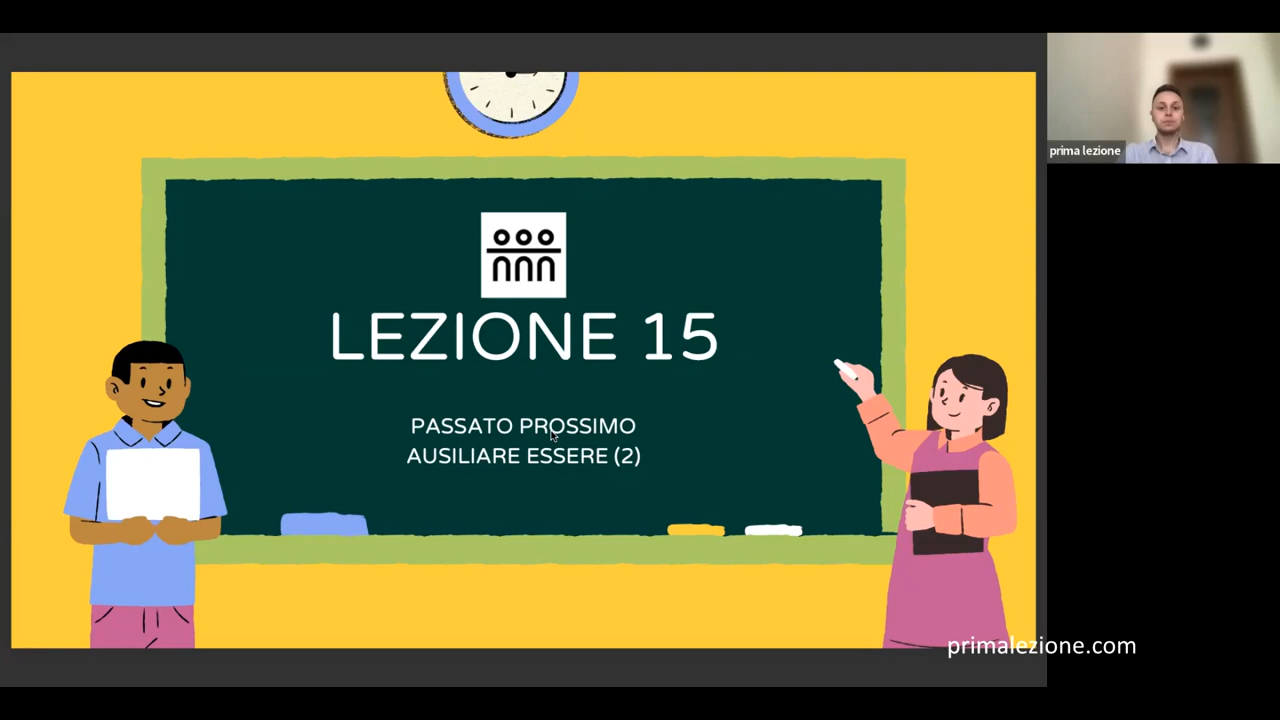 prima lezione
LEZIONE 15
PASSATO PROSSIMO
AUSILIARE ESSERE (2)
primalezione.com